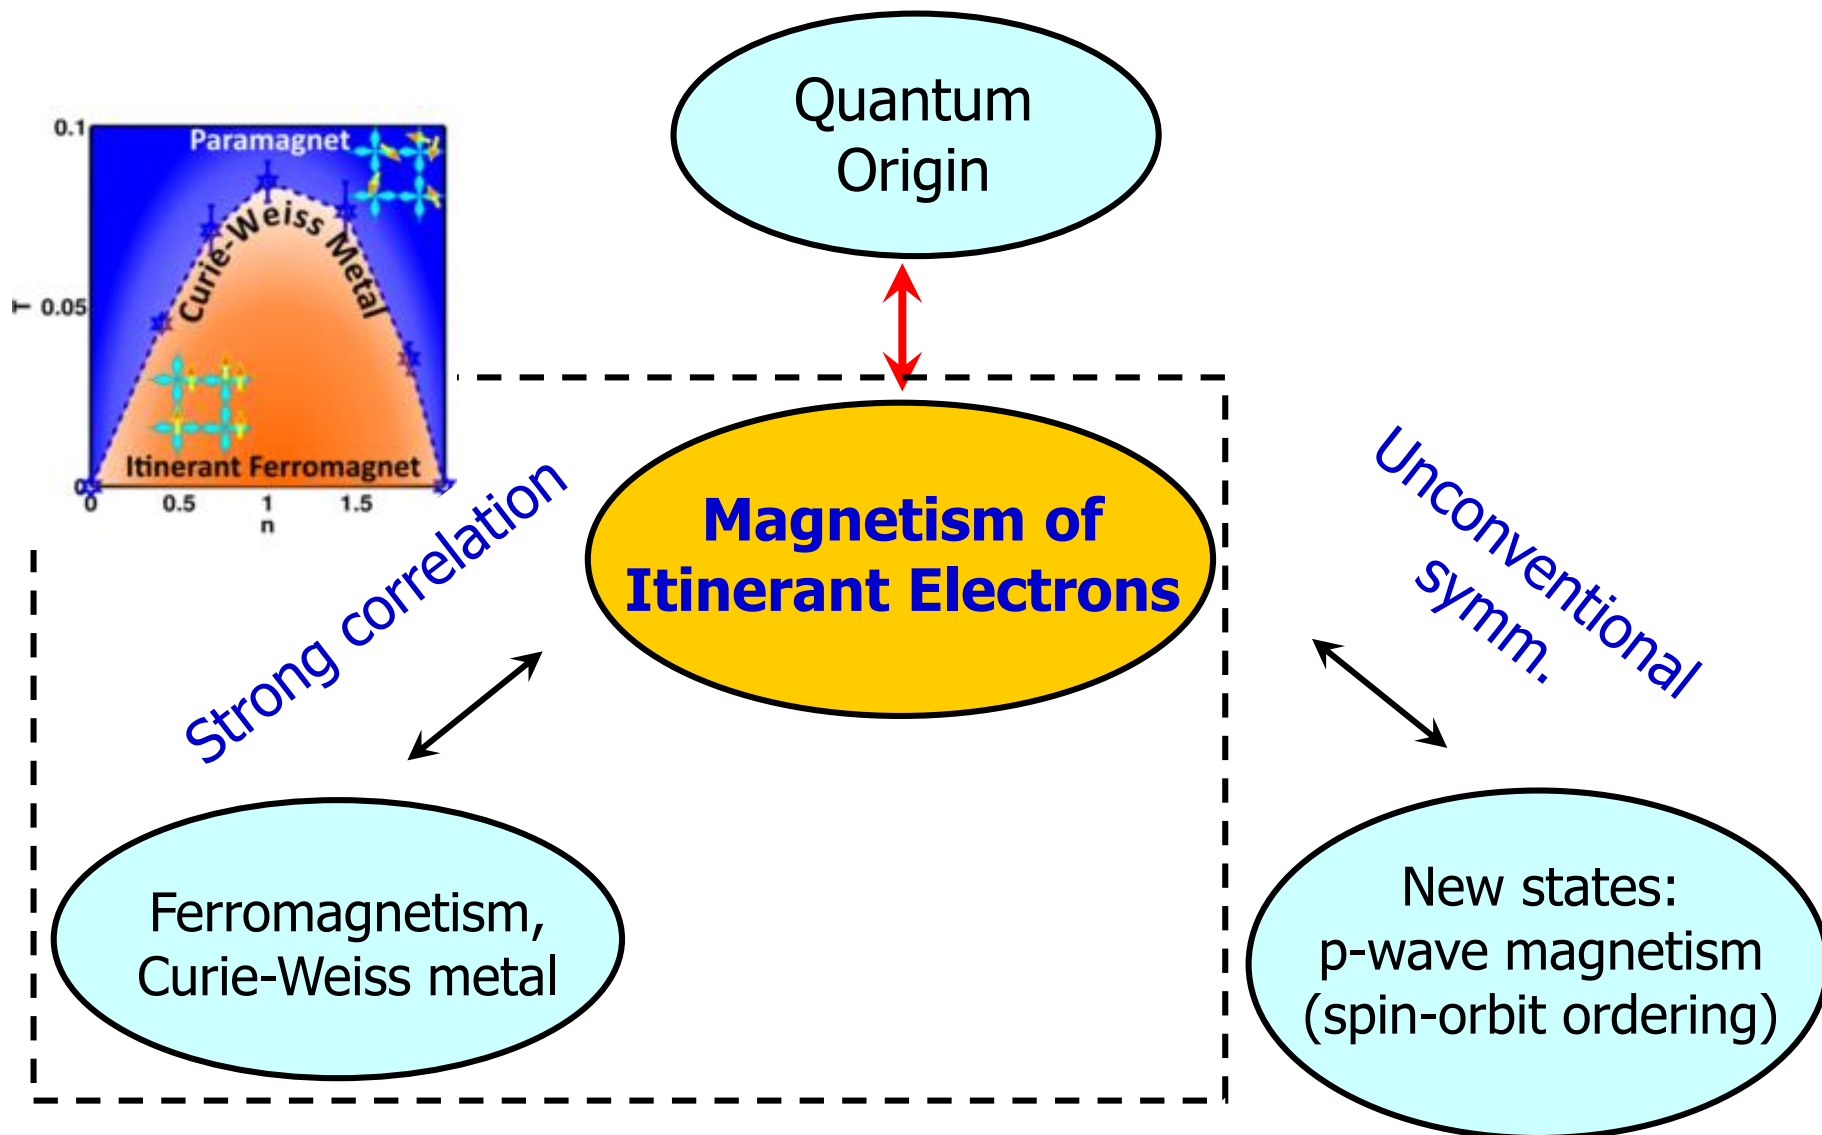 Quantum
Origin
0.1
Paramagnet
Curie-Weiss Metal
T
0.05
Itinerant Ferromagnet
0
0
0.5
1
1.5
n
Strong correlation
Magnetism of
Itinerant Electrons
Unconventional
symm.
Ferromagnetism,
Curie-Weiss metal
New states:
p-wave magnetism
(spin-orbit ordering)